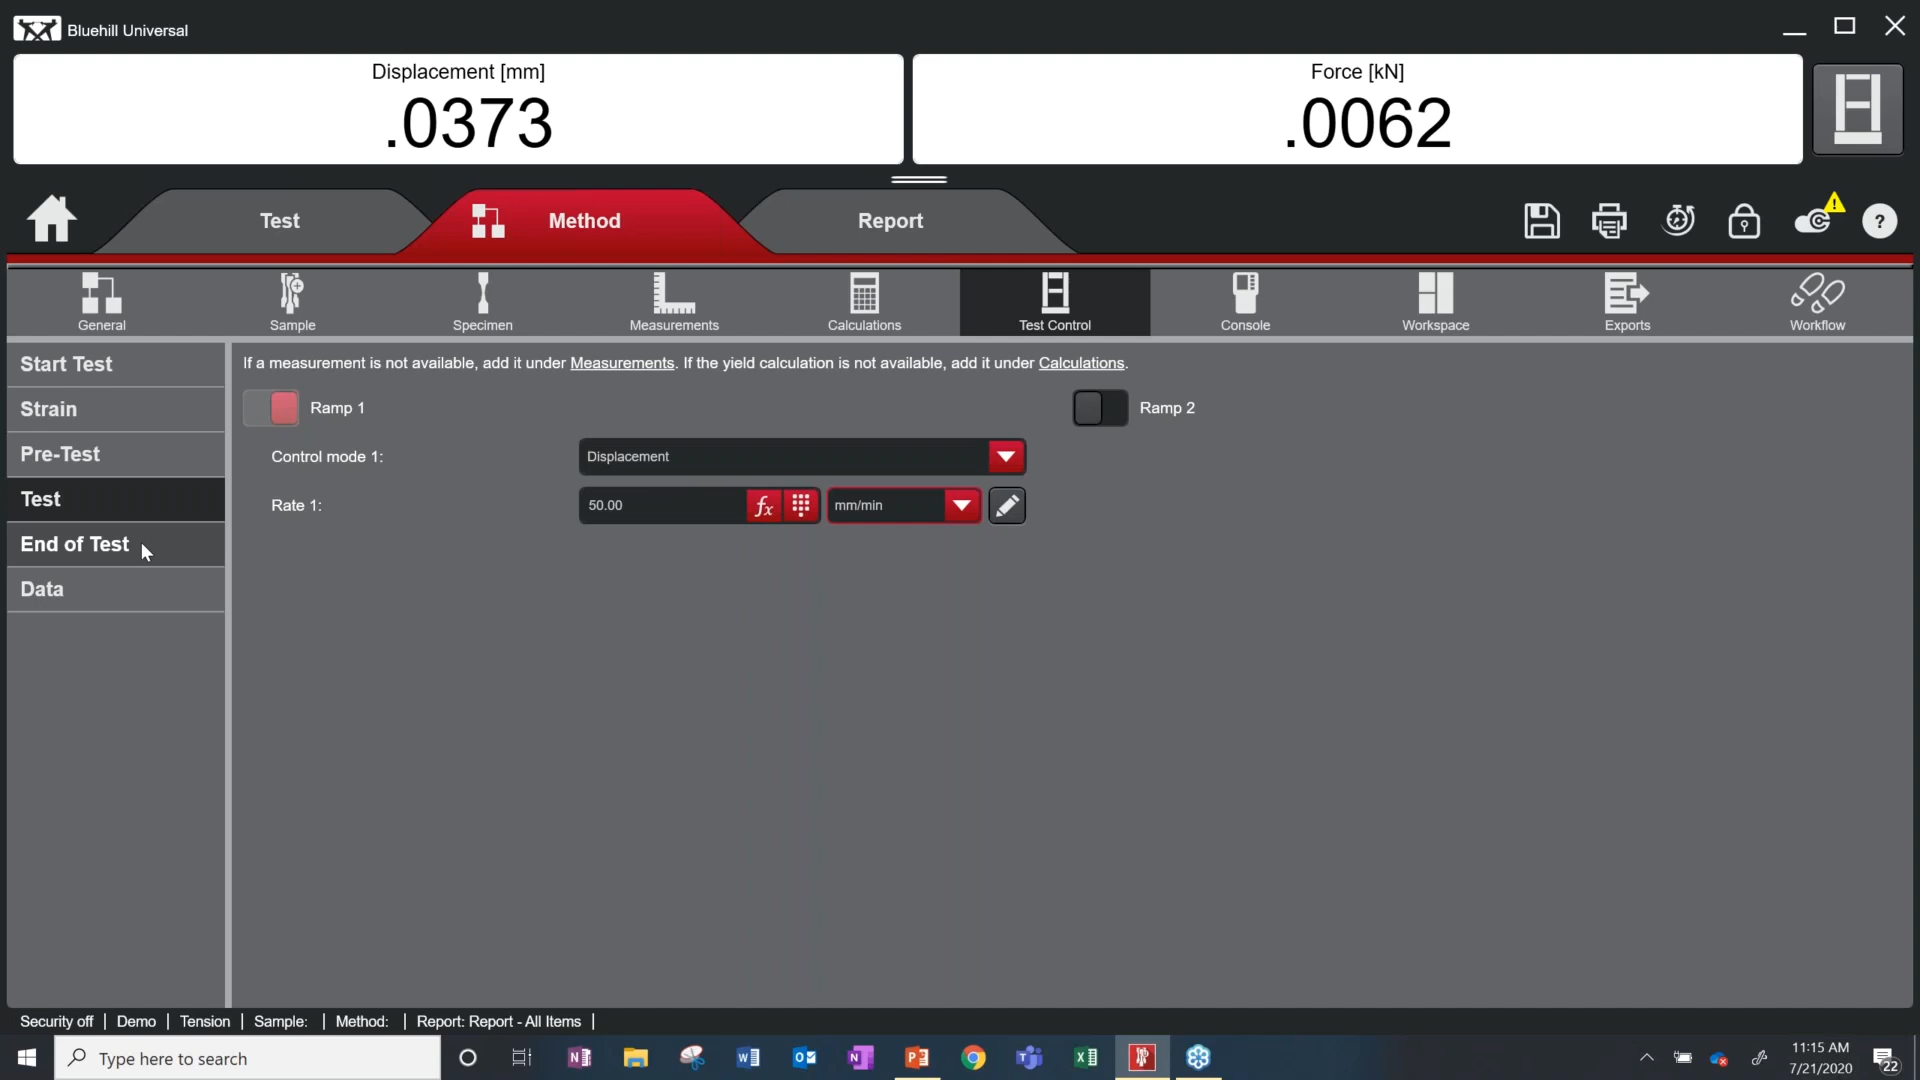 Bluehill Universal
Displacement [mm]
.0373
Force [kN]
.0062
Test
Method
Report
?
!
General
Sample
Specimen
Measurements
Calculations
Test Control
Console
Workspace
Exports
Workflow
Start Test
Strain
Pre-Test
Test
End of Test
Data
If a measurement is not available, add it under Measurements. If the yield calculation is not available, add it under Calculations.
Ramp 1
Ramp 2
Control mode 1:
Displacement
Rate 1:
50.00
fx
mm/min
Security off | Demo | Tension | Sample: | Method: | Report: Report - All Items |
Type here to search
11:15 AM
7/21/2020
22